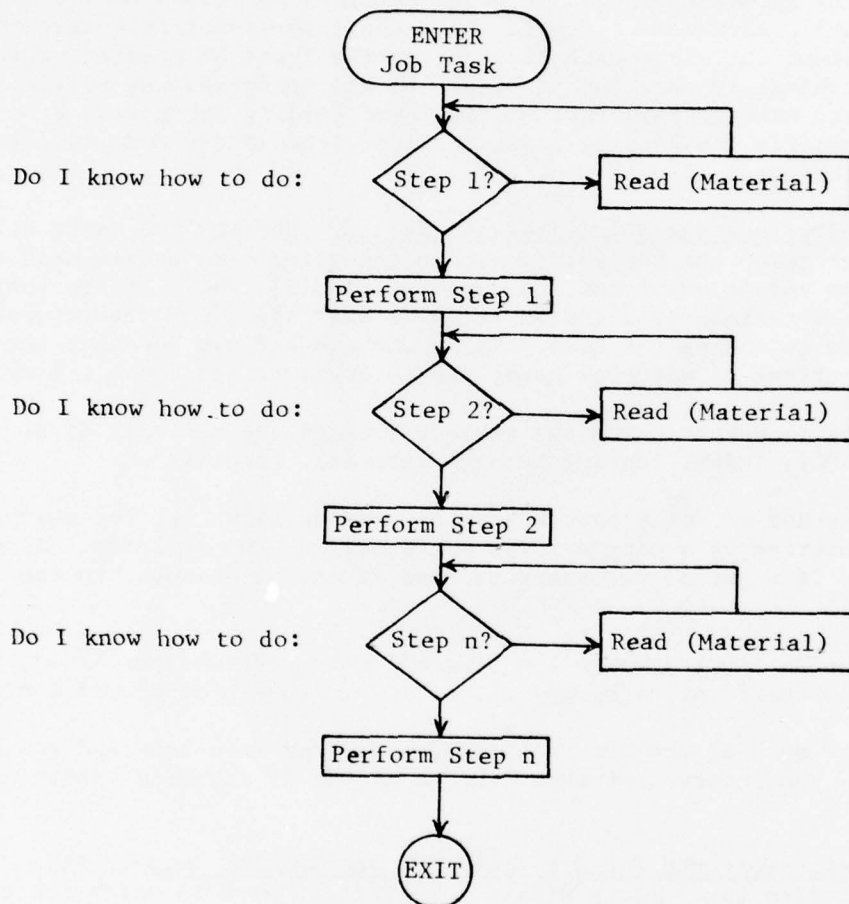 ENTER
Job Task
Do I know how to do: Step 1? Read (Material)
Perform Step 1
Do I know how to do: Step 2? Read (Material)
Perform Step 2
Do I know how to do: Step n? Read (Material)
Perform Step n
EXIT